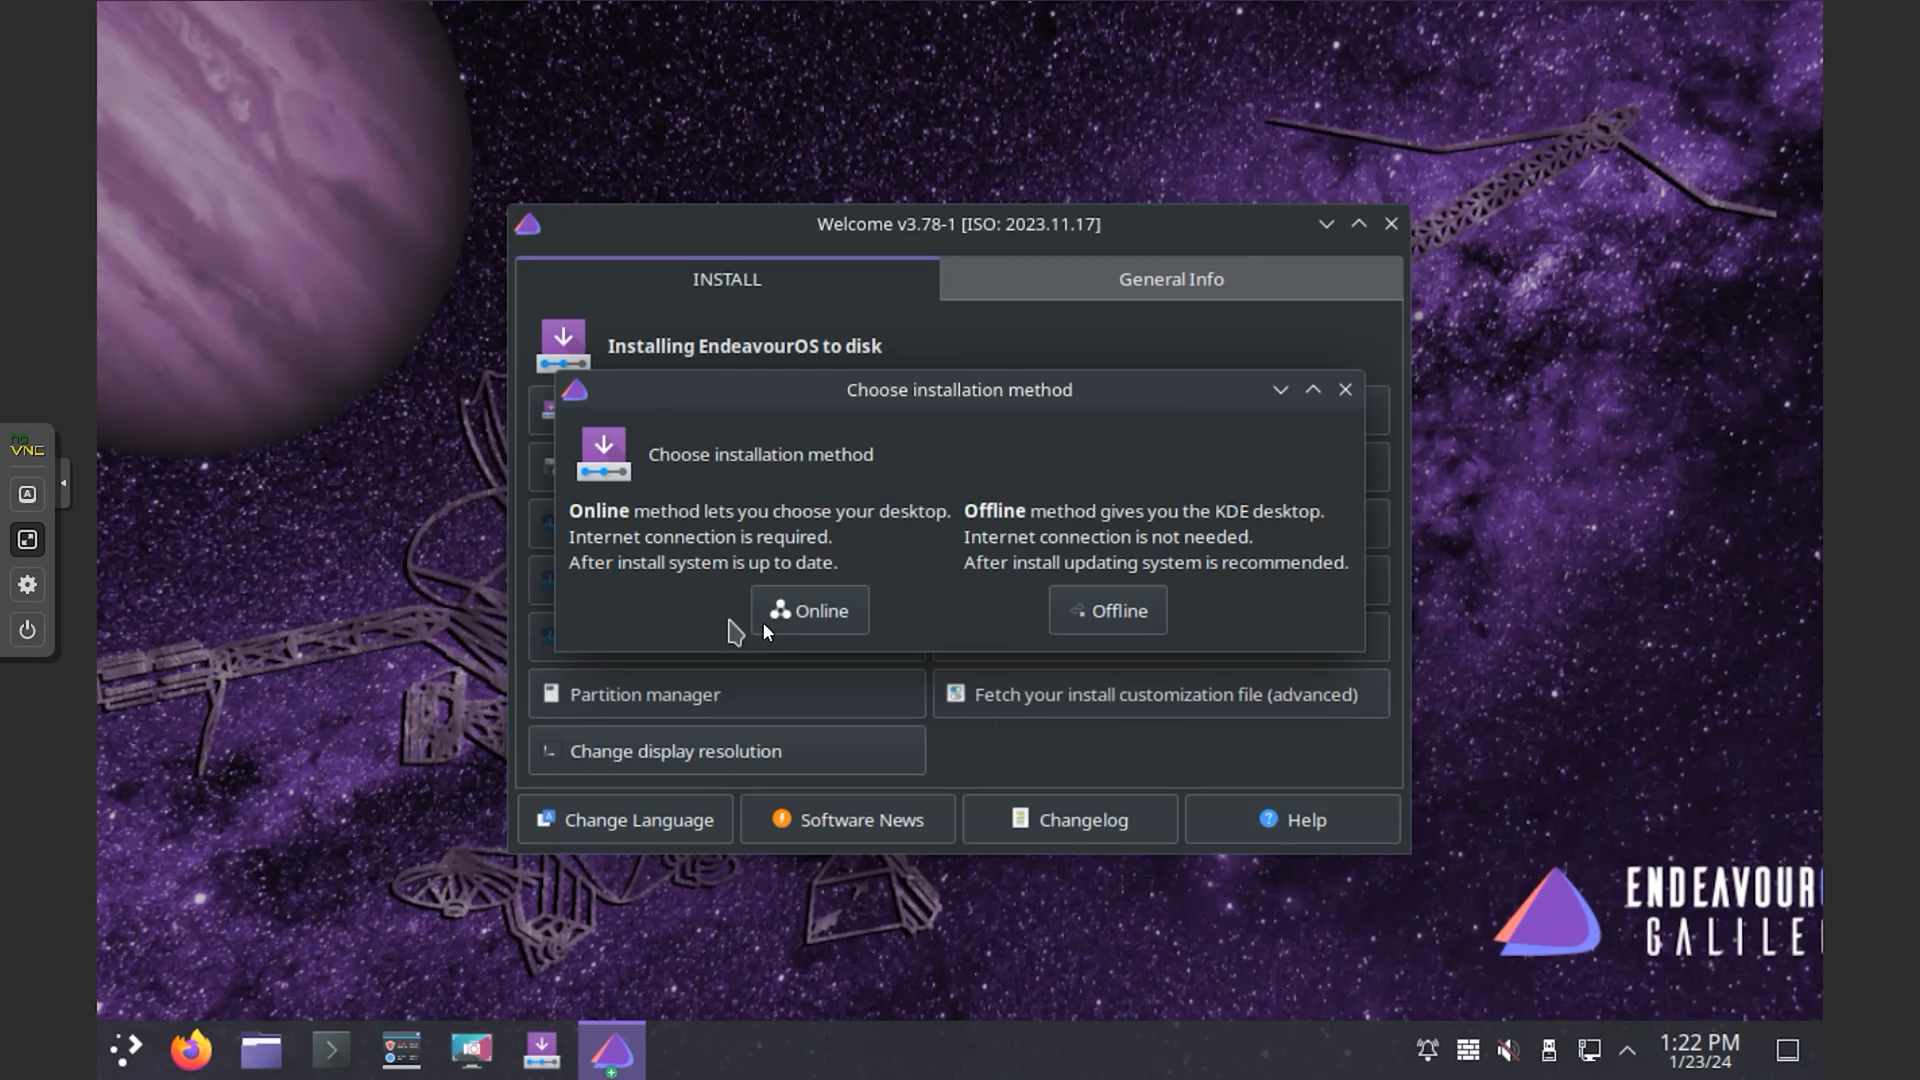 Welcome v3.78-1 [ISO: 2023.11.17]
INSTALL
General Info
Installing EndeavourOS to disk
Choose installation method
Choose installation method
Online method lets you choose your desktop.
Internet connection is required.
After install system is up to date.
Offline method gives you the KDE desktop.
Internet connection is not needed.
After install updating system is recommended.
Online
Offline
Partition manager
Fetch your install customization file (advanced)
Change display resolution
Change Language
Software News
Changelog
Help
no
VNC
ENDEAVOUR
GALILE
1:22 PM
1/23/24